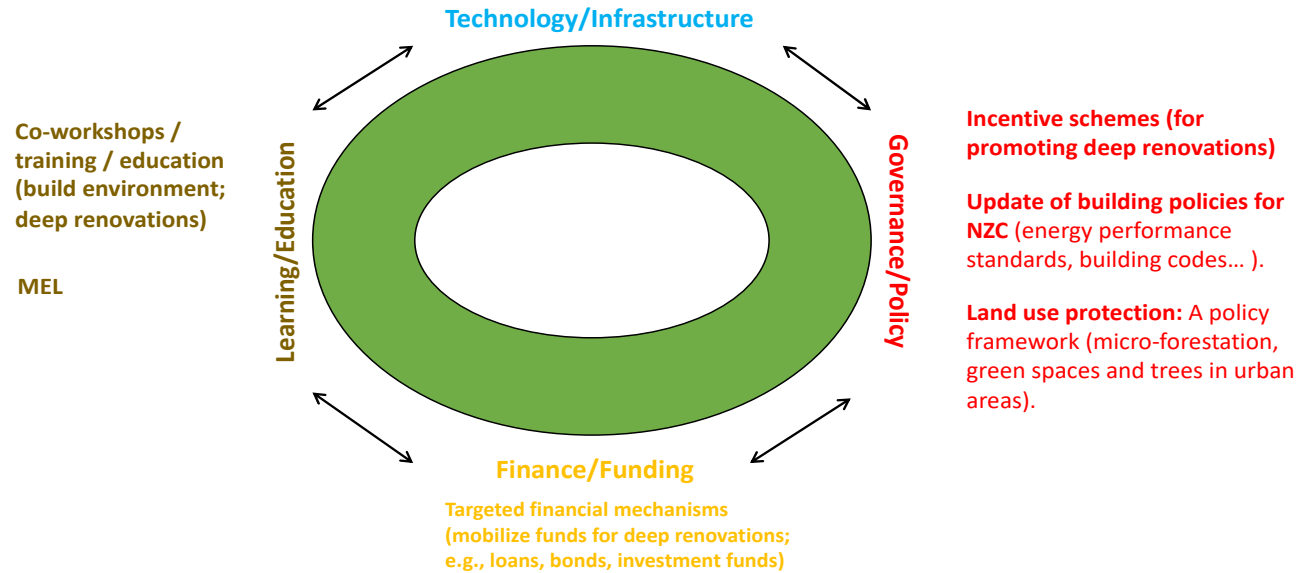 Technology/Infrastructure
Co-workshops /
training / education
(build environment;
deep renovations)
MEL
Learning/Education
Governance/Policy
Incentive schemes (for
promoting deep renovations)
Update of building policies for
NZC (energy performance
standards, building codes... ).
Land use protection: A policy
framework (micro-forestation,
green spaces and trees in urban
areas).
Finance/Funding
Targeted financial mechanisms
(mobilize funds for deep renovations;
e.g., loans, bonds, investment funds)